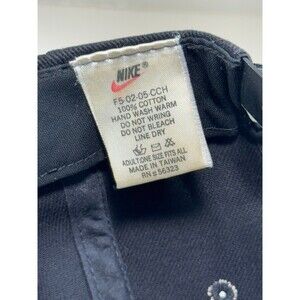 NIKE
F5-02-05-CCH
100% COTTON
HAND WASH WARM
DO NOT WRING
DO NOT BLEACH
LINE DRY
ADULT ONE SIZE FITS ALL
MADE IN TAIWAN
RN # 56323